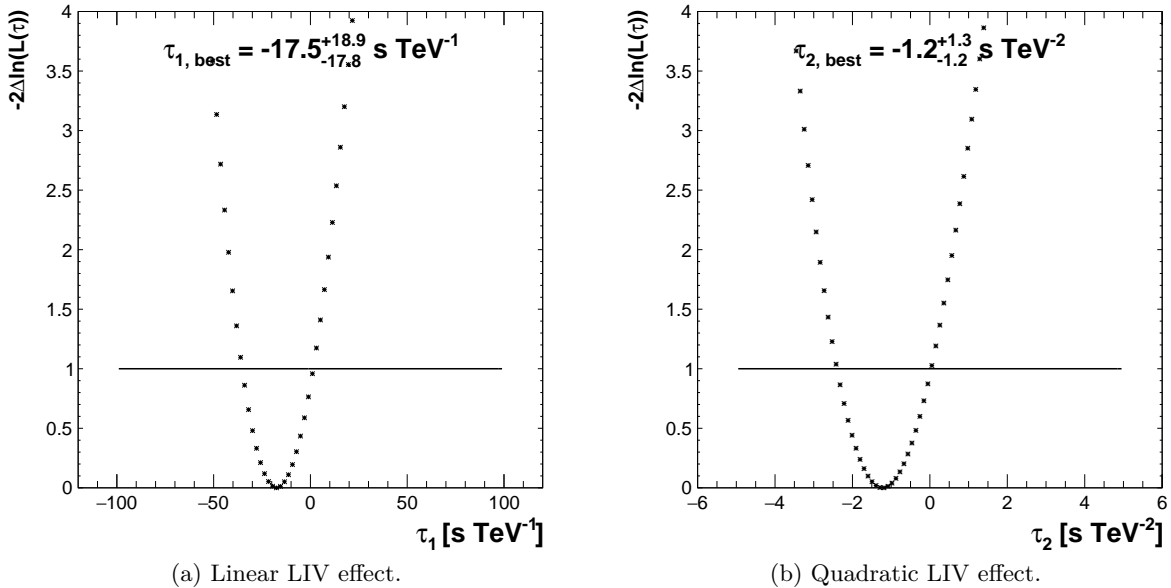 -2Δln(L(τ))
4
3.5
3
2.5
2
1.5
1
0.5
0
τ1, best = -17.5 +18.9 -17.8 s TeV-1
−100 −50 0 50 100
τ1 [s TeV-1]
(a) Linear LIV effect.
-2Δln(L(τ))
4
3.5
3
2.5
2
1.5
1
0.5
0
τ2, best = -1.2 +1.3 -1.2 s TeV-2
−6 −4 −2 0 2 4 6
τ2 [s TeV-2]
(b) Quadratic LIV effect.